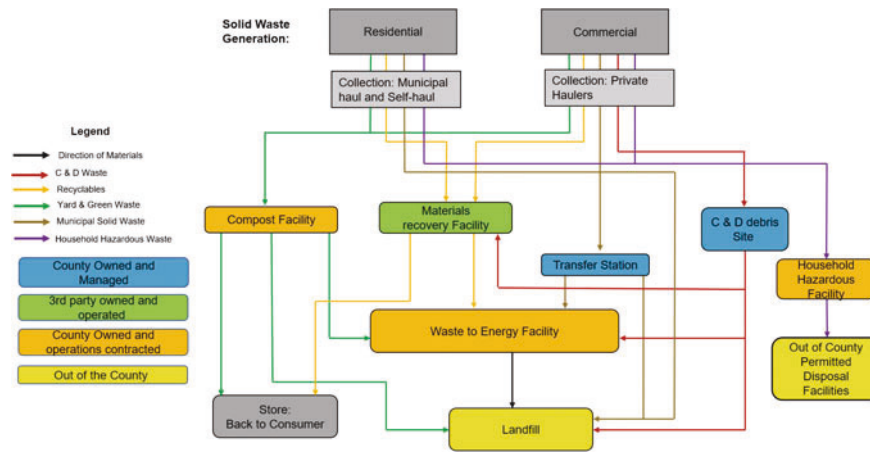 Solid Waste
Generation:
Residential
Commercial
Collection: Municipal
haul and Self-haul
Collection: Private
Haulers
Legend
Direction of Materials
C & D Waste
Recyclables
Yard & Green Waste
Municipal Solid Waste
Household Hazardous Waste
County Owned and
Managed
3rd party owned and
operated
County Owned and
operations contracted
Out of the County
Compost Facility
Materials
recovery Facility
C & D debris
Site
Transfer Station
Household
Hazardous
Facility
Waste to Energy Facility
Out of County
Permitted
Disposal
Facilities
Store:
Back to Consumer
Landfill